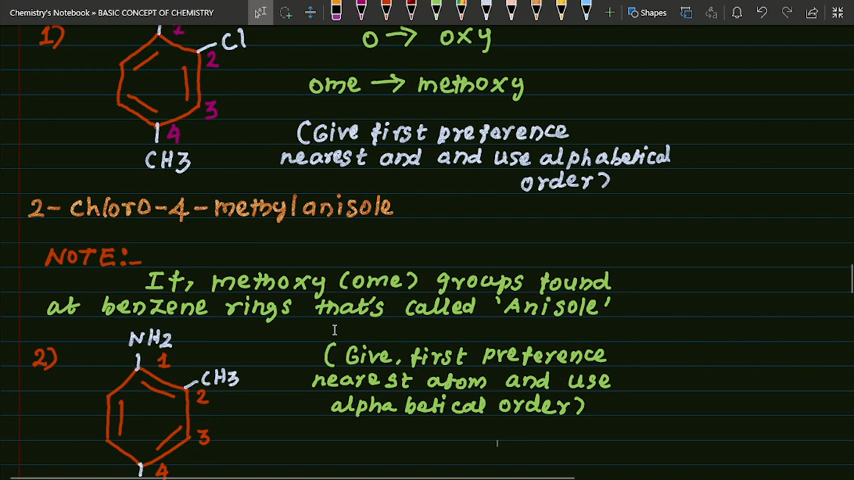 Chemistry's Notebook » BASIC CONCEPT OF CHEMISTRY
Shapes
1)
1
Cl
2
3
4
CH3
o → oxy
ome → methoxy
(Give first preference
nearest and and use alphabetical
order)
2-chloro-4-methylanisole
NOTE:-
If, methoxy (ome) groups found
at benzene rings that's called 'Anisole'
2)
NH2
1
CH3
2
3
4
(Give, first preference
nearest atom and use
alphabetical order)